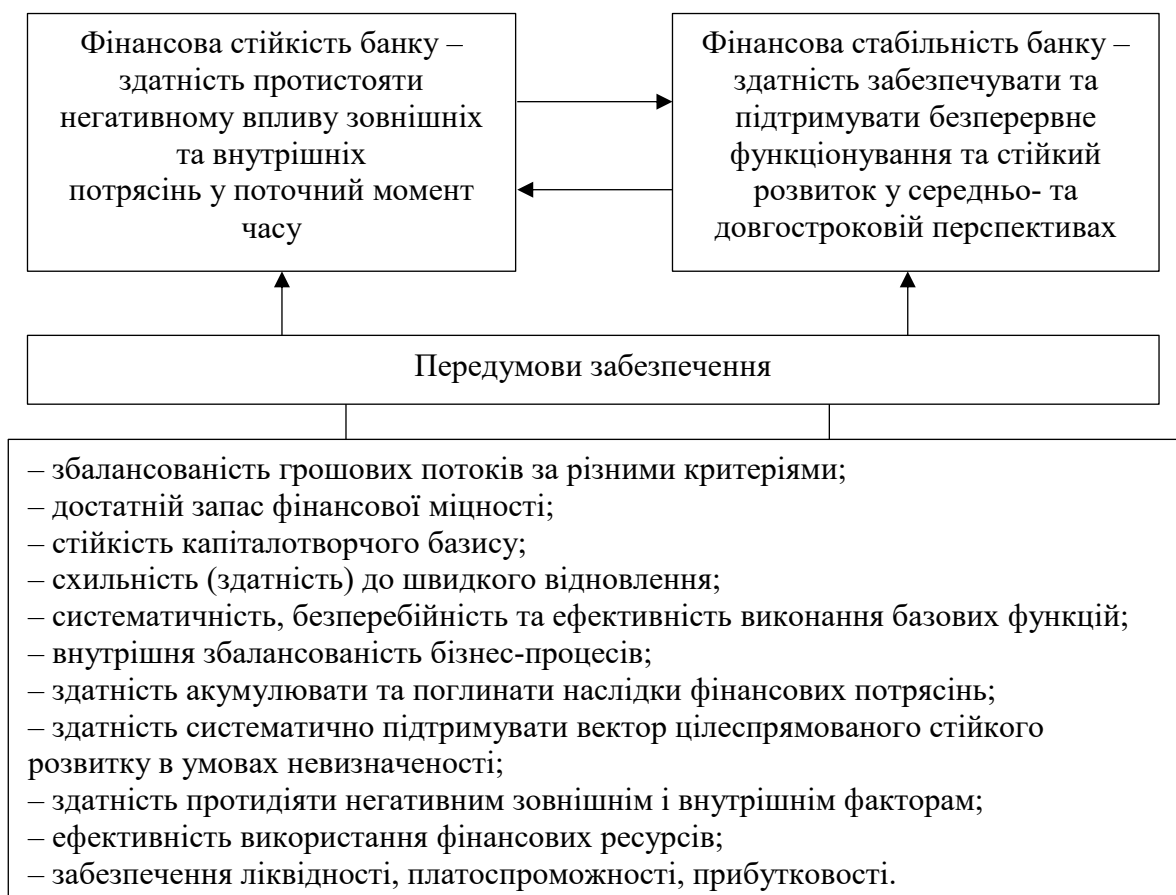 Фінансова стійкість банку –
здатність протистояти
негативному впливу зовнішніх
та внутрішніх
потрясінь у поточний момент
часу
Фінансова стабільність банку –
здатність забезпечувати та
підтримувати безперервне
функціонування та стійкий
розвиток у середньо- та
довгостроковій перспективах
Передумови забезпечення
– збалансованість грошових потоків за різними критеріями;
– достатній запас фінансової міцності;
– стійкість капіталотворчого базису;
– схильність (здатність) до швидкого відновлення;
– систематичність, безперебійність та ефективність виконання базових функцій;
– внутрішня збалансованість бізнес-процесів;
– здатність акумулювати та поглинати наслідки фінансових потрясінь;
– здатність систематично підтримувати вектор цілеспрямованого стійкого
розвитку в умовах невизначеності;
– здатність протидіяти негативним зовнішнім і внутрішнім факторам;
– ефективність використання фінансових ресурсів;
– забезпечення ліквідності, платоспроможності, прибутковості.